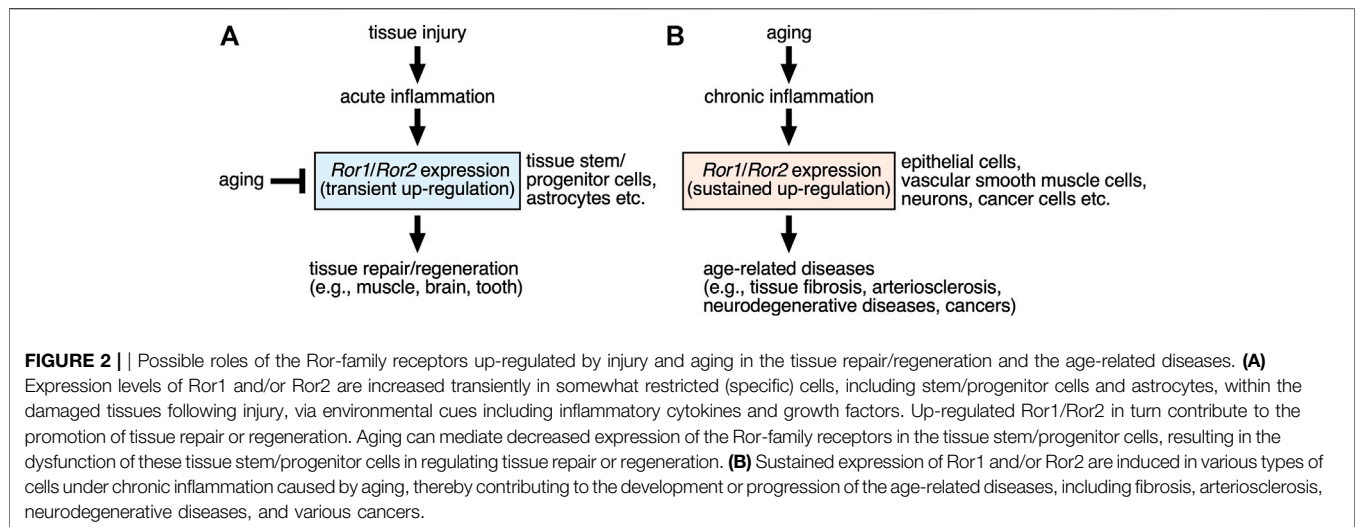 A
tissue injury
acute inflammation
aging
Ror1/Ror2 expression
(transient up-regulation)
tissue stem/
progenitor cells,
astrocytes etc.
tissue repair/regeneration
(e.g., muscle, brain, tooth)
B
aging
chronic inflammation
Ror1/Ror2 expression
(sustained up-regulation)
epithelial cells,
vascular smooth muscle cells,
neurons, cancer cells etc.
age-related diseases
(e.g., tissue fibrosis, arteriosclerosis,
neurodegenerative diseases, cancers)
FIGURE 2 | | Possible roles of the Ror-family receptors up-regulated by injury and aging in the tissue repair/regeneration and the age-related diseases. (A)
Expression levels of Ror1 and/or Ror2 are increased transiently in somewhat restricted (specific) cells, including stem/progenitor cells and astrocytes, within the
damaged tissues following injury, via environmental cues including inflammatory cytokines and growth factors. Up-regulated Ror1/Ror2 in turn contribute to the
promotion of tissue repair or regeneration. Aging can mediate decreased expression of the Ror-family receptors in the tissue stem/progenitor cells, resulting in the
dysfunction of these tissue stem/progenitor cells in regulating tissue repair or regeneration. (B) Sustained expression of Ror1 and/or Ror2 are induced in various types of
cells under chronic inflammation caused by aging, thereby contributing to the development or progression of the age-related diseases, including fibrosis, arteriosclerosis,
neurodegenerative diseases, and various cancers.